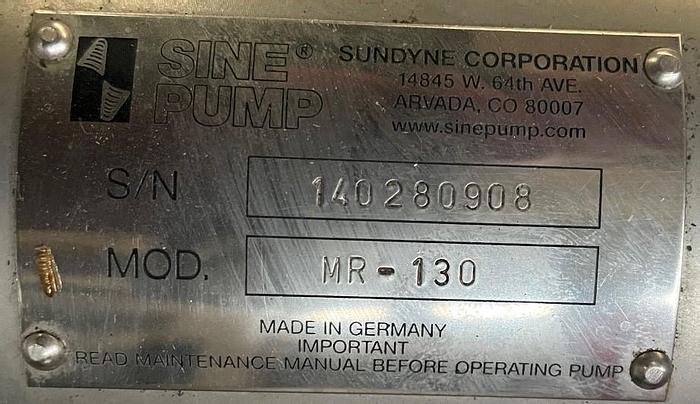 SINE® PUMP
SUNDYNE CORPORATION
14845 W. 64th AVE.
ARVADA, CO 80007
www.sinepump.com
S/N 140280908
MOD. MR-130
MADE IN GERMANY
IMPORTANT
READ MAINTENANCE MANUAL BEFORE OPERATING PUMP